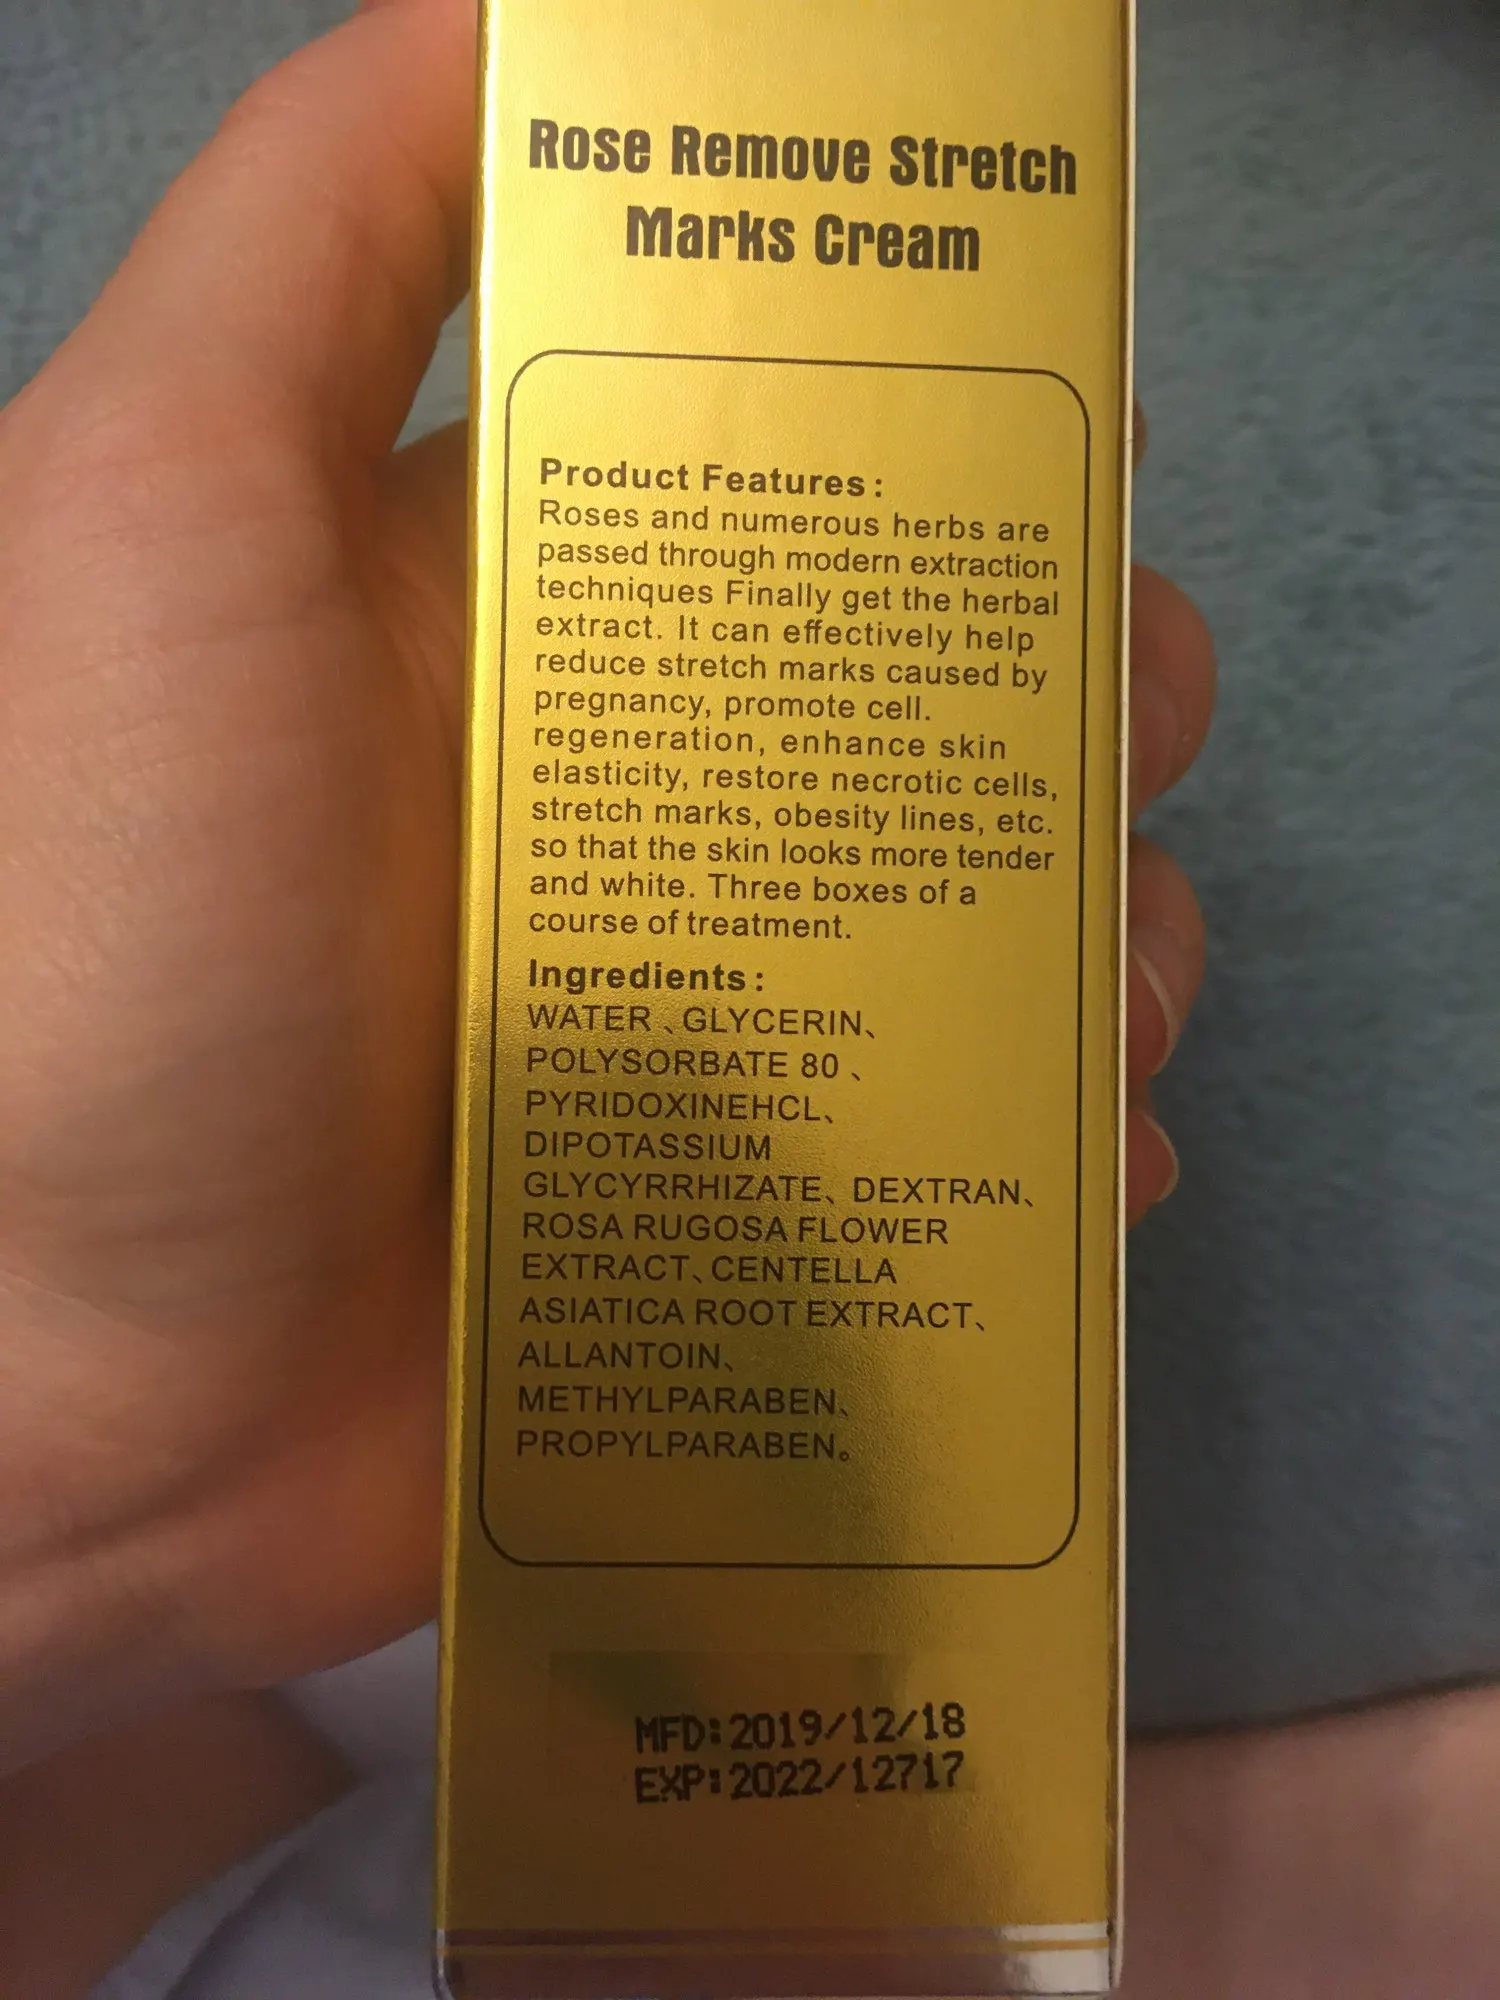 Rose Remove Stretch
Marks Cream
Product Features:
Roses and numerous herbs are
passed through modern extraction
techniques Finally get the herbal
extract. It can effectively help
reduce stretch marks caused by
pregnancy, promote cell.
regeneration, enhance skin
elasticity, restore necrotic cells,
stretch marks, obesity lines, etc.
so that the skin looks more tender
and white. Three boxes of a
course of treatment.
Ingredients:
WATER、GLYCERIN、
POLYSORBATE 80、
PYRIDOXINEHCL、
DIPOTASSIUM
GLYCYRRHIZATE、DEXTRAN、
ROSA RUGOSA FLOWER
EXTRACT、CENTELLA
ASIATICA ROOT EXTRACT、
ALLANTOIN、
METHYLPARABEN、
PROPYLPARABEN。
MFD:2019/12/18
EXP:2022/12717